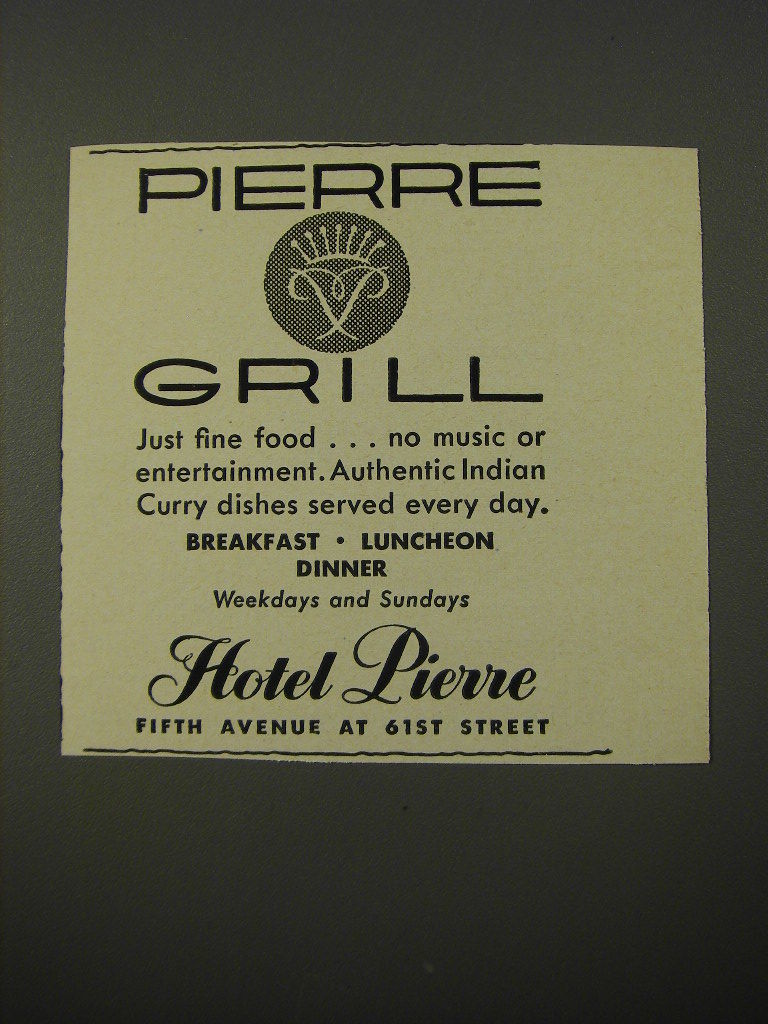 PIERRE
GRILL
Just fine food . . . no music or
entertainment. Authentic Indian
Curry dishes served every day.
BREAKFAST • LUNCHEON
DINNER
Weekdays and Sundays
Hotel Pierre
FIFTH AVENUE AT 61ST STREET